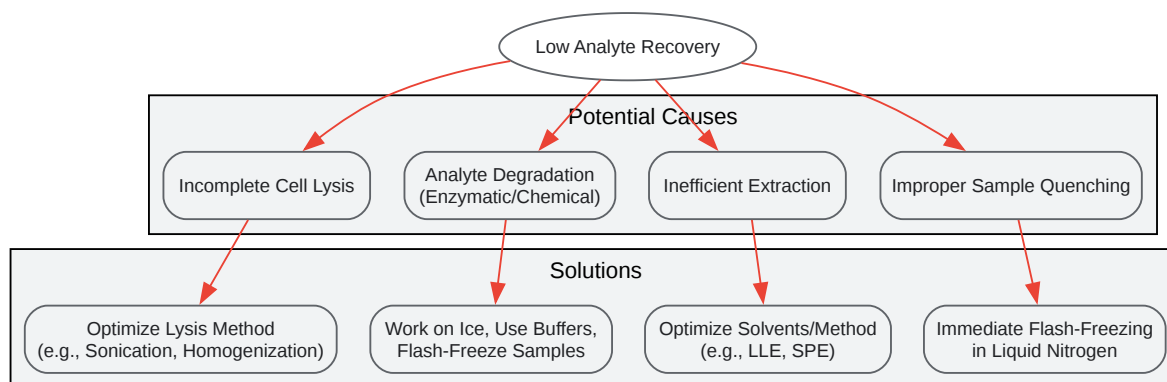 Low Analyte Recovery
Potential Causes
Incomplete Cell Lysis
Analyte Degradation
(Enzymatic/Chemical)
Inefficient Extraction
Improper Sample Quenching
Solutions
Optimize Lysis Method
(e.g., Sonication, Homogenization)
Work on Ice, Use Buffers,
Flash-Freeze Samples
Optimize Solvents/Method
(e.g., LLE, SPE)
Immediate Flash-Freezing
in Liquid Nitrogen